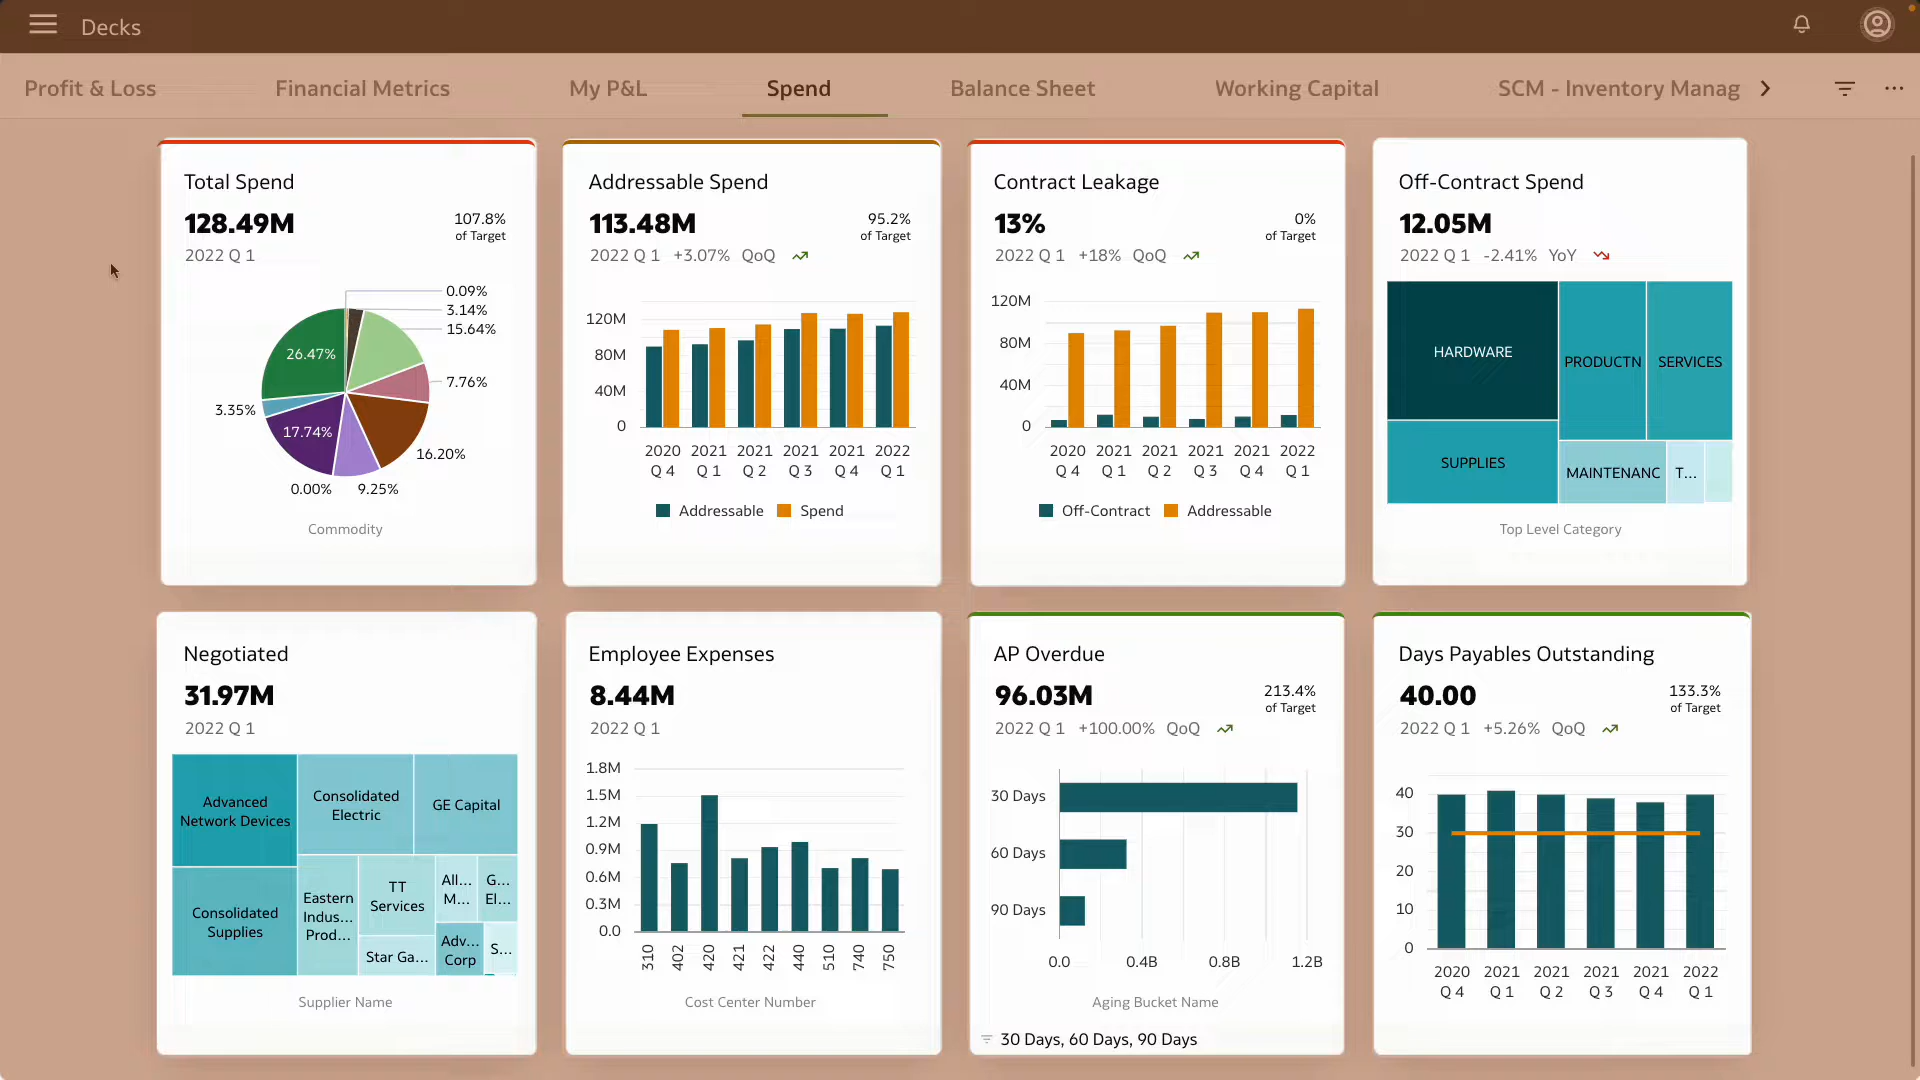 Decks
Profit & Loss
Financial Metrics
My P&L
Spend
Balance Sheet
Working Capital
SCM - Inventory Manag
Total Spend
128.49M
107.8%
of Target
2022 Q 1
0.09%
3.14%
15.64%
26.47%
7.76%
3.35%
17.74%
16.20%
0.00%
9.25%
Commodity
Addressable Spend
113.48M
95.2%
of Target
2022 Q 1 +3.07% QoQ
120M
80M
40M
0
2020 2021 2021 2021 2021 2022
Q 4 Q 1 Q 2 Q 3 Q 4 Q 1
Addressable Spend
Contract Leakage
13%
0%
of Target
2022 Q 1 +18% QoQ
120M
80M
40M
0
2020 2021 2021 2021 2021 2022
Q 4 Q 1 Q 2 Q 3 Q 4 Q 1
Off-Contract Addressable
Off-Contract Spend
12.05M
2022 Q 1 -2.41% YoY
HARDWARE
PRODUCTN
SERVICES
SUPPLIES
MAINTENANC
T...
Top Level Category
Negotiated
31.97M
2022 Q 1
Advanced
Network Devices
Consolidated
Electric
GE Capital
Consolidated
Supplies
Eastern
Indus...
Prod...
TT
Services
All...
M...
G...
El...
Star Ga...
Adv...
Corp
S...
Supplier Name
Employee Expenses
8.44M
2022 Q 1
1.8M
1.5M
1.2M
0.9M
0.6M
0.3M
0.0
310 402 420 421 422 440 510 740 750
Cost Center Number
AP Overdue
96.03M
213.4%
of Target
2022 Q 1 +100.00% QoQ
30 Days
60 Days
90 Days
0.0 0.4B 0.8B 1.2B
Aging Bucket Name
30 Days, 60 Days, 90 Days
Days Payables Outstanding
40.00
133.3%
of Target
2022 Q 1 +5.26% QoQ
40
30
20
10
0
2020 2021 2021 2021 2021 2022
Q 4 Q 1 Q 2 Q 3 Q 4 Q 1